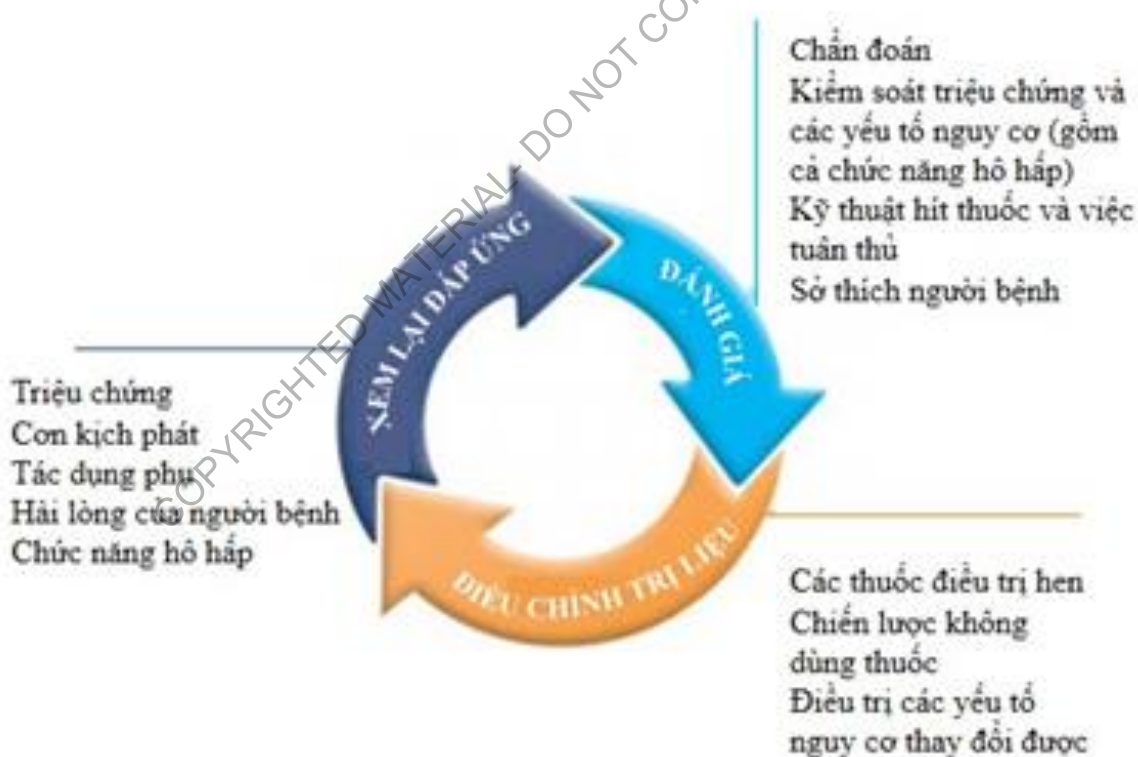 COPYRIGHTED MATERIAL- DO NOT CO
Chẩn đoán
Kiểm soát triệu chứng và
các yếu tố nguy cơ (gồm
cả chức năng hô hấp)
Kỹ thuật hít thuốc và việc
tuân thủ
Sở thích người bệnh
XEM LẠI ĐÁP ỨNG
ĐÁNH GIÁ
ĐIỀU CHỈNH TRỊ LIỆU
Triệu chứng
Cơn kịch phát
Tác dụng phụ
Hài lòng của người bệnh
Chức năng hô hấp
Các thuốc điều trị hen
Chiến lược không
dùng thuốc
Điều trị các yếu tố
nguy cơ thay đổi được